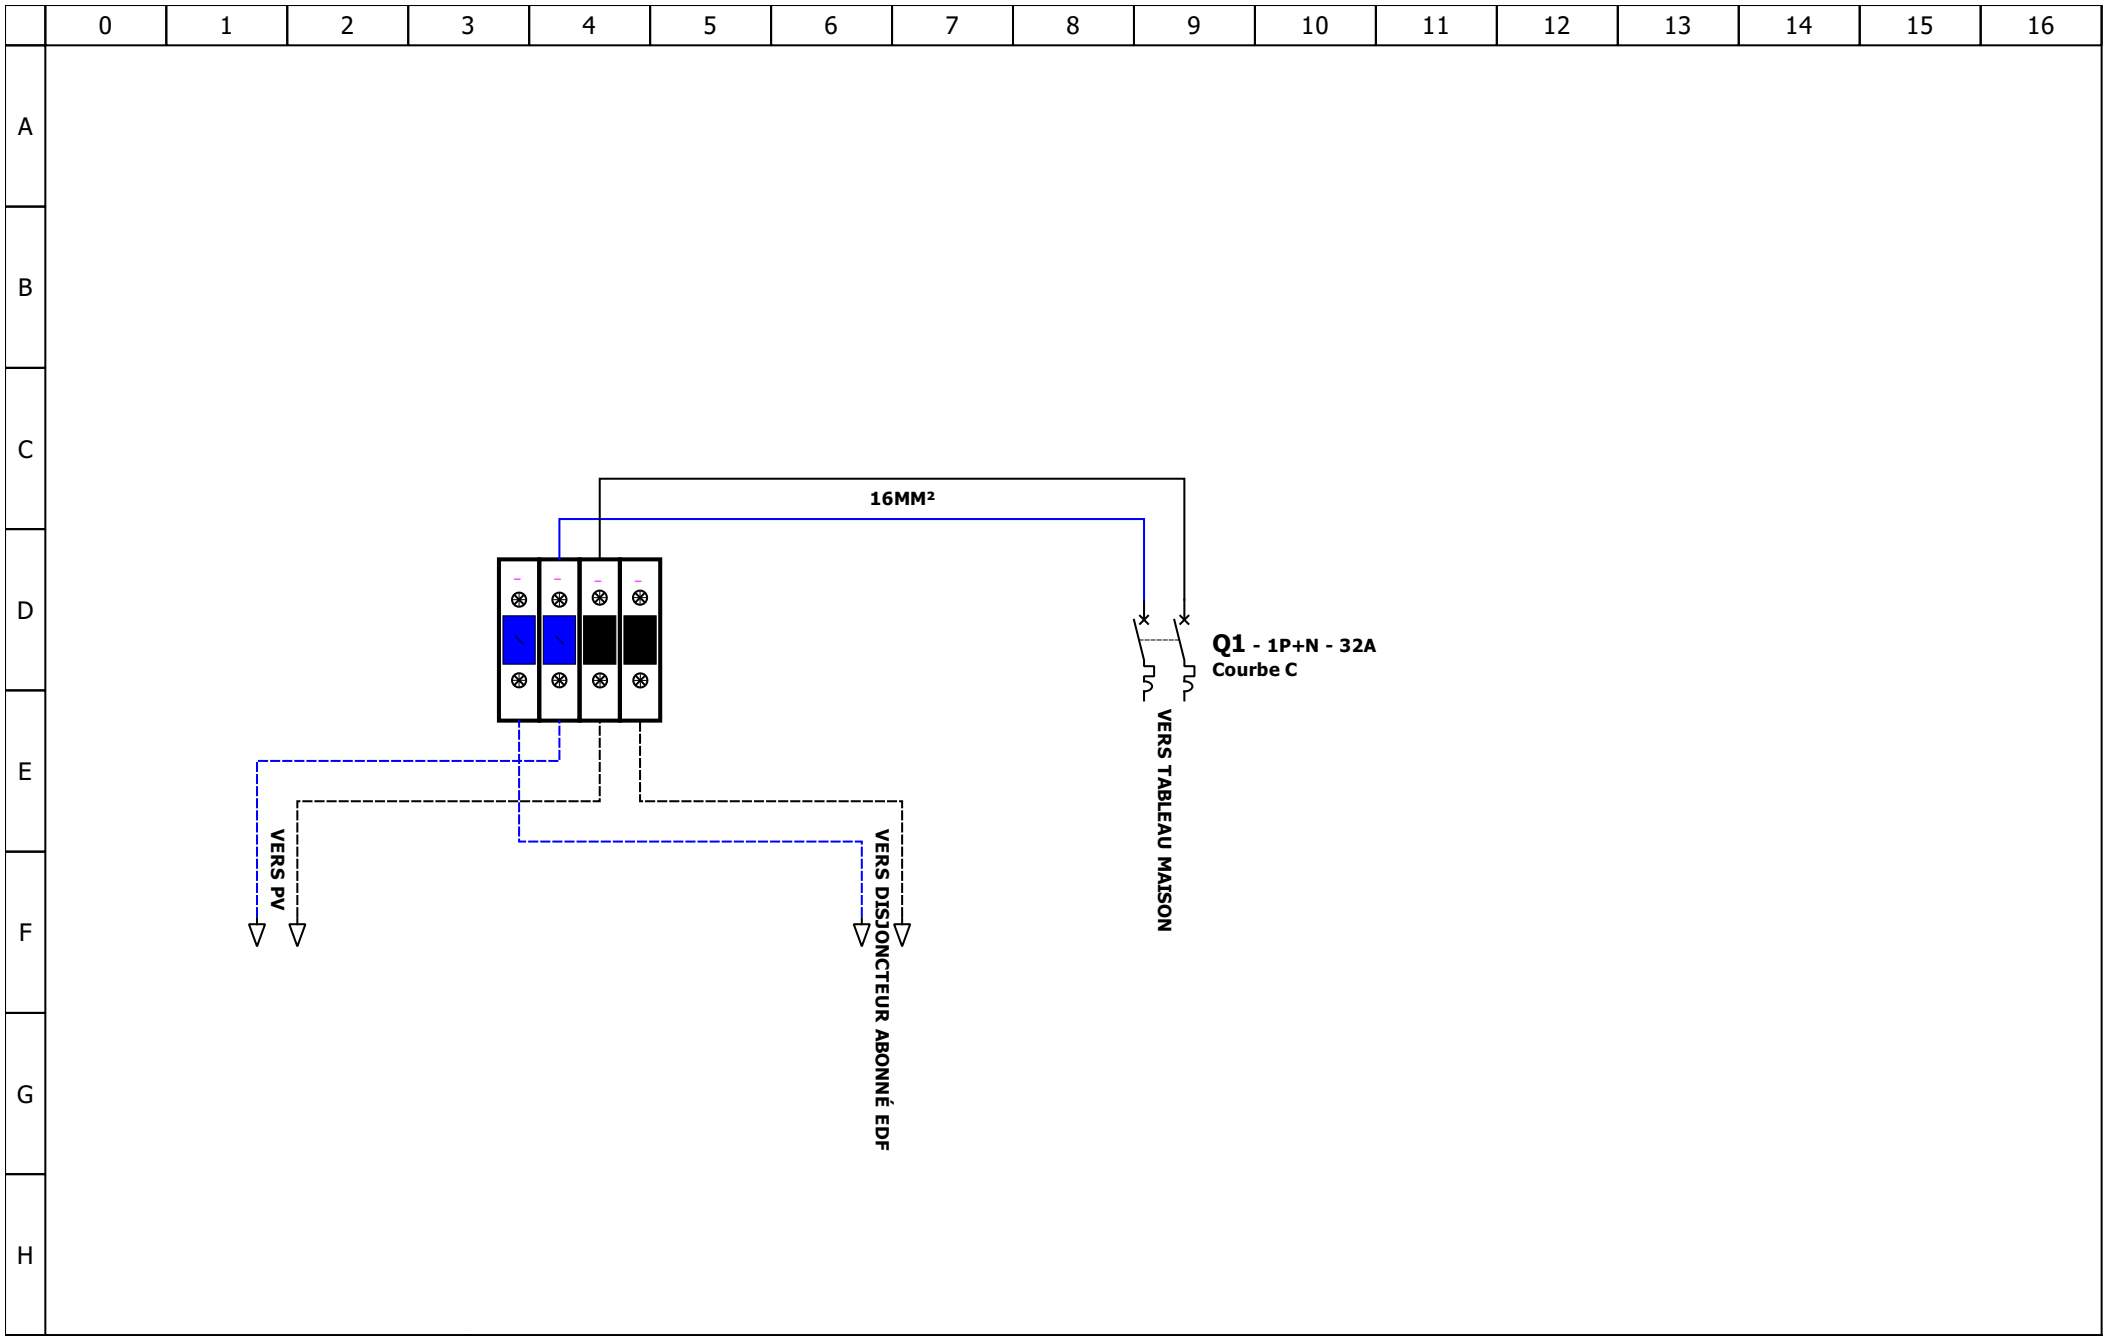 0 1 2 3 4 5 6 7 8 9 10 11 12 13 14 15 16
A
B
C
16MM²
D
Q1 - 1P+N - 32A
Courbe C
E
VERS PV
VERS DISJONCTEUR ABONNÉ EDF
VERS TABLEAU MAISON
F
G
H